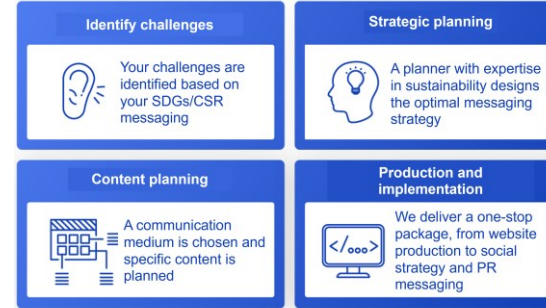 Identify challenges
Your challenges are
identified based on
your SDGs/CSR
messaging
Strategic planning
A planner with expertise
in sustainability designs
the optimal messaging
strategy
Content planning
A communication
medium is chosen and
specific content is
planned
Production and
implementation
</...>
We deliver a one-stop
package, from website
production to social
strategy and PR
messaging